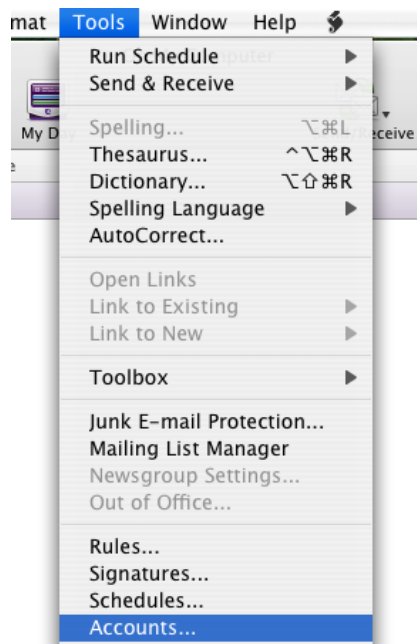 mat Tools Window Help
Run Schedule
Send & Receive
My D
eceive
Spelling... ⌥⌘L
Thesaurus... ^⌥⌘R
Dictionary... ⌥⇧⌘R
Spelling Language
AutoCorrect...
Open Links
Link to Existing
Link to New
Toolbox
Junk E-mail Protection...
Mailing List Manager
Newsgroup Settings...
Out of Office...
Rules...
Signatures...
Schedules...
Accounts...